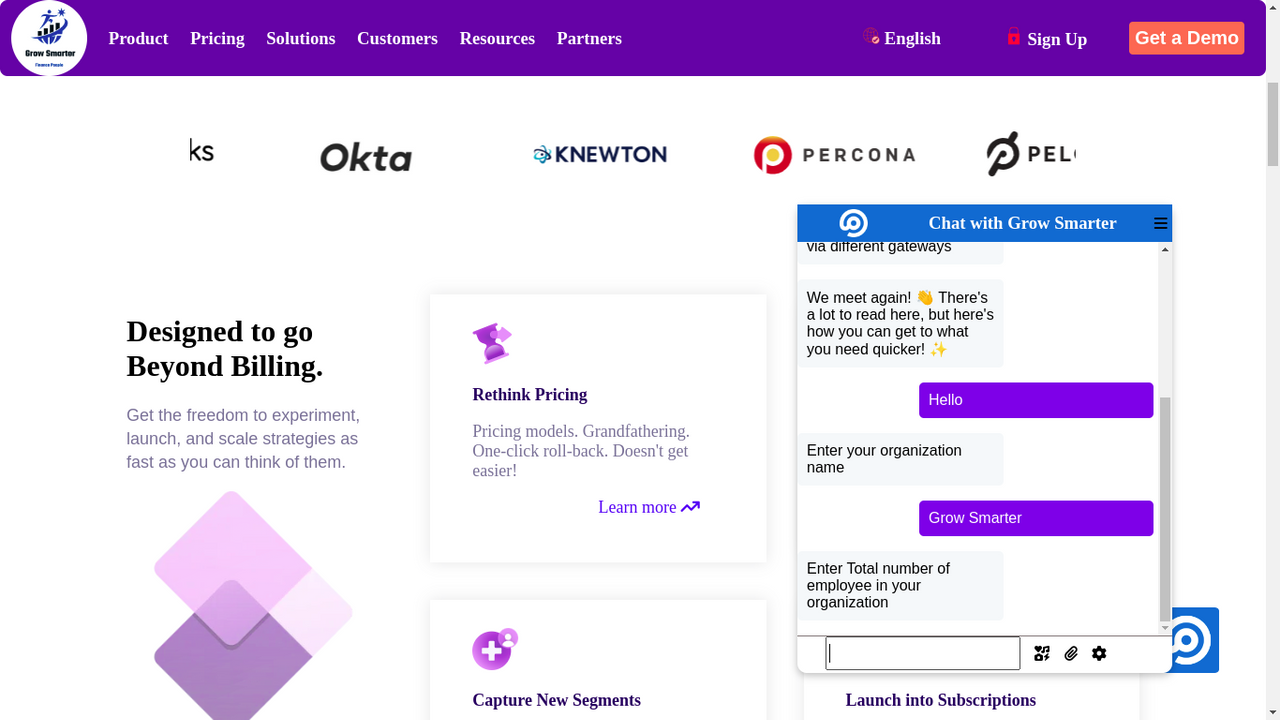 Grow Smarter
Finance People
Product
Pricing
Solutions
Customers
Resources
Partners
English
Sign Up
Get a Demo
ks
Okta
KNEWTON
PERCONA
PEL
Designed to go
Beyond Billing.
Get the freedom to experiment,
launch, and scale strategies as
fast as you can think of them.
Rethink Pricing
Pricing models. Grandfathering.
One-click roll-back. Doesn't get
easier!
Learn more
Capture New Segments
Launch into Subscriptions
Chat with Grow Smarter
via different gateways
We meet again! 👋 There's
a lot to read here, but here's
how you can get to what
you need quicker! ✨
Hello
Enter your organization
name
Grow Smarter
Enter Total number of
employee in your
organization